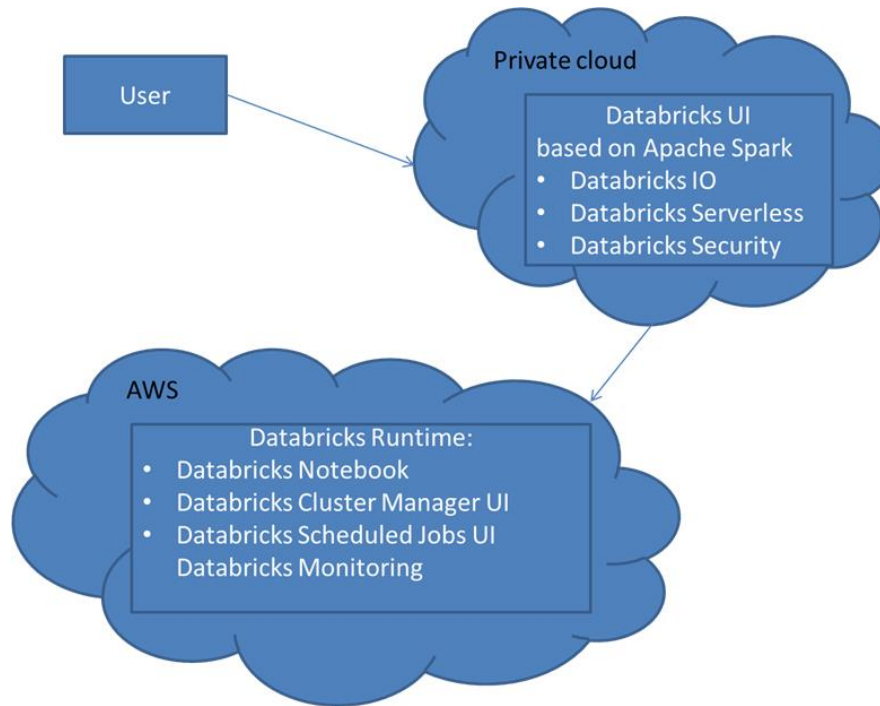 User
Private cloud
Databricks UI
based on Apache Spark
• Databricks IO
• Databricks Serverless
• Databricks Security
AWS
Databricks Runtime:
• Databricks Notebook
• Databricks Cluster Manager UI
• Databricks Scheduled Jobs UI
Databricks Monitoring